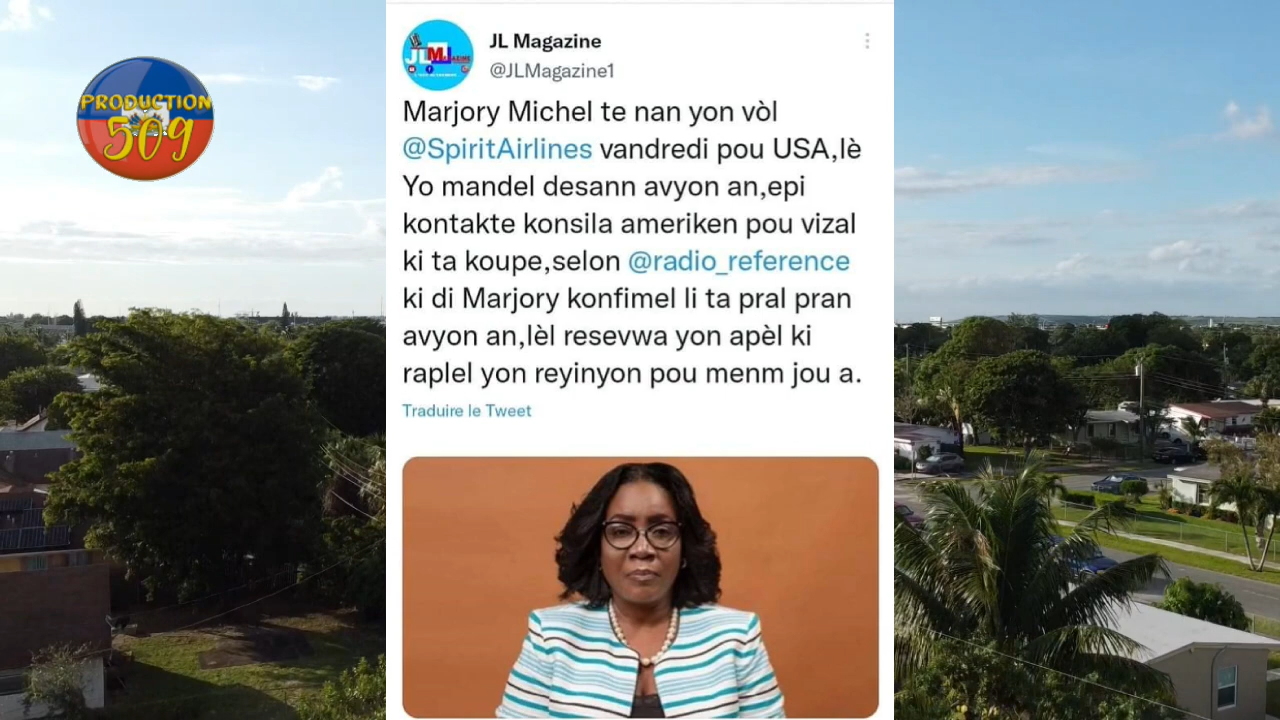 PRODUCTION
509
JL Magazine
@JLMagazine1
Marjory Michel te nan yon vòl
@SpiritAirlines vandredi pou USA,lè
Yo mandel desann avyon an,epi
kontakte konsila ameriken pou vizal
ki ta koupe,selon @radio_reference
ki di Marjory konfimel li ta pral pran
avyon an,lèl resevwa yon apèl ki
raplel yon reyinyon pou menm jou a.
Traduire le Tweet